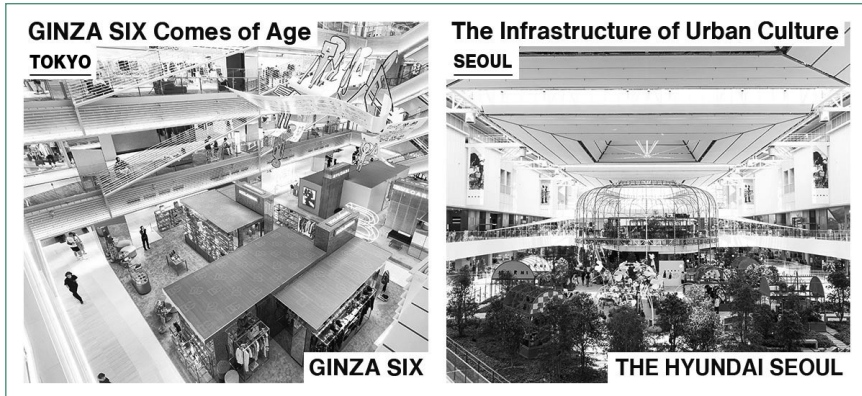 GINZA SIX Comes of Age
TOKYO
GINZA SIX
The Infrastructure of Urban Culture
SEOUL
THE HYUNDAI SEOUL